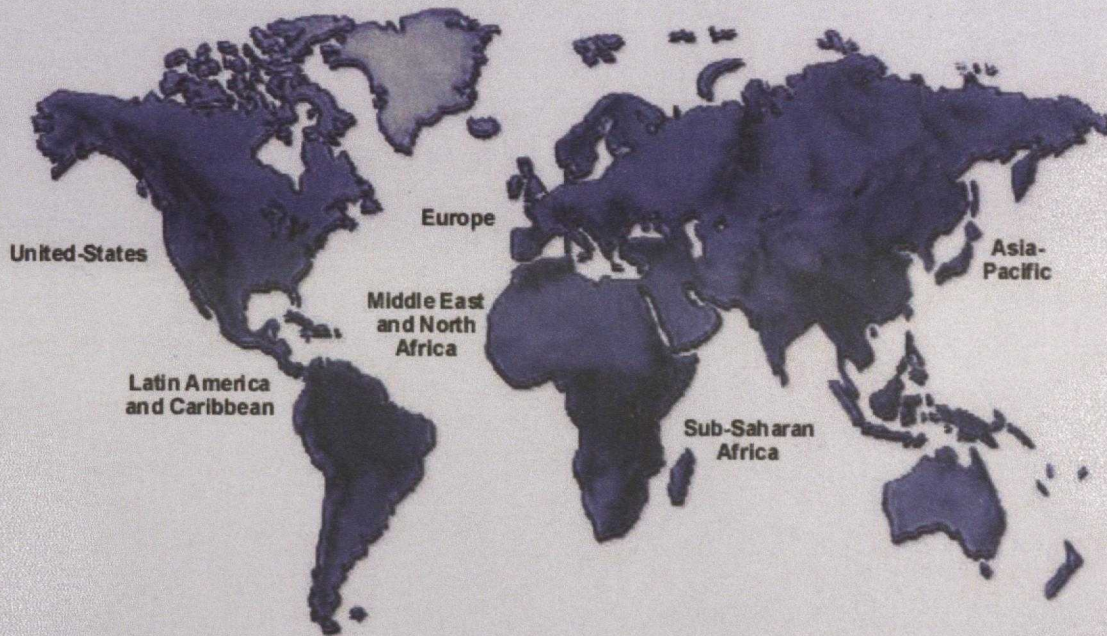 United-States
Europe
Middle East
and North
Africa
Latin America
and Caribbean
Sub-Saharan
Africa
Asia-
Pacific